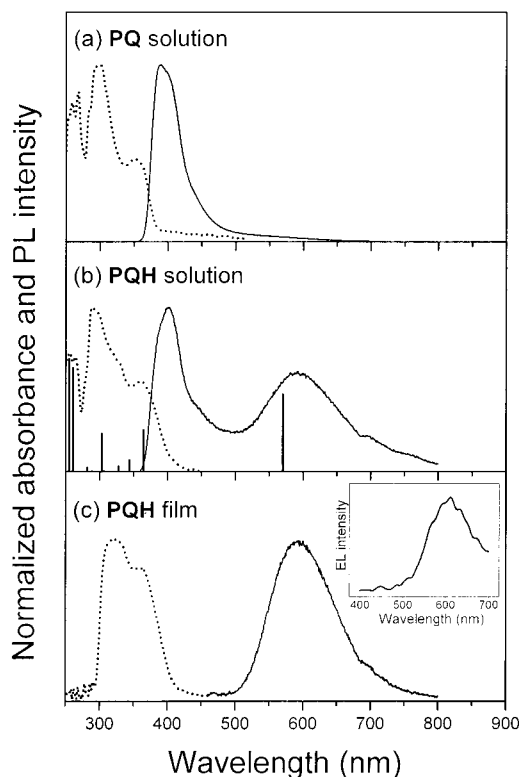 Normalized absorbance and PL intensity
(a) PQ solution
(b) PQH solution
(c) PQH film
EL intensity
400 500 600 700
Wavelength (nm)
300 400 500 600 700 800 900
Wavelength (nm)